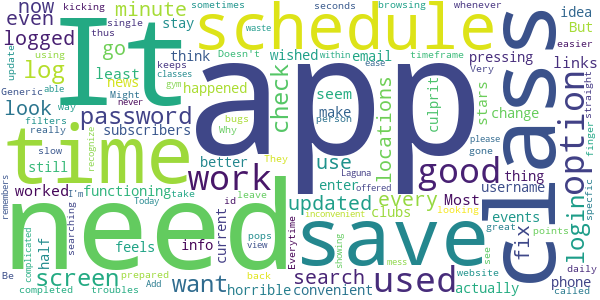 now kicking single minute sometimes schedule browsing whenever
even thus stay seconds idea
logged It go think wished email waste within timeframe But easier
update using least news Doesn't ease pressing links
log keeps happened check app Very class
Generic able classes seem locations culprit stars option straight
look way Might gym password make change finger
filters never subscribers person please
really bugs Why use gone
slow time recognize better They enter username
still work good thing
worked functioning take leave Laguna offered Most login specfic
remembers I'm id updated every events
Today inconvenient clubs looking great fix
half searching info current Everytime need save used see points
complicated feels pops showing website daily
screen view mess actually
Be prepared back search phone
completed troubles Add want horrible convenient called